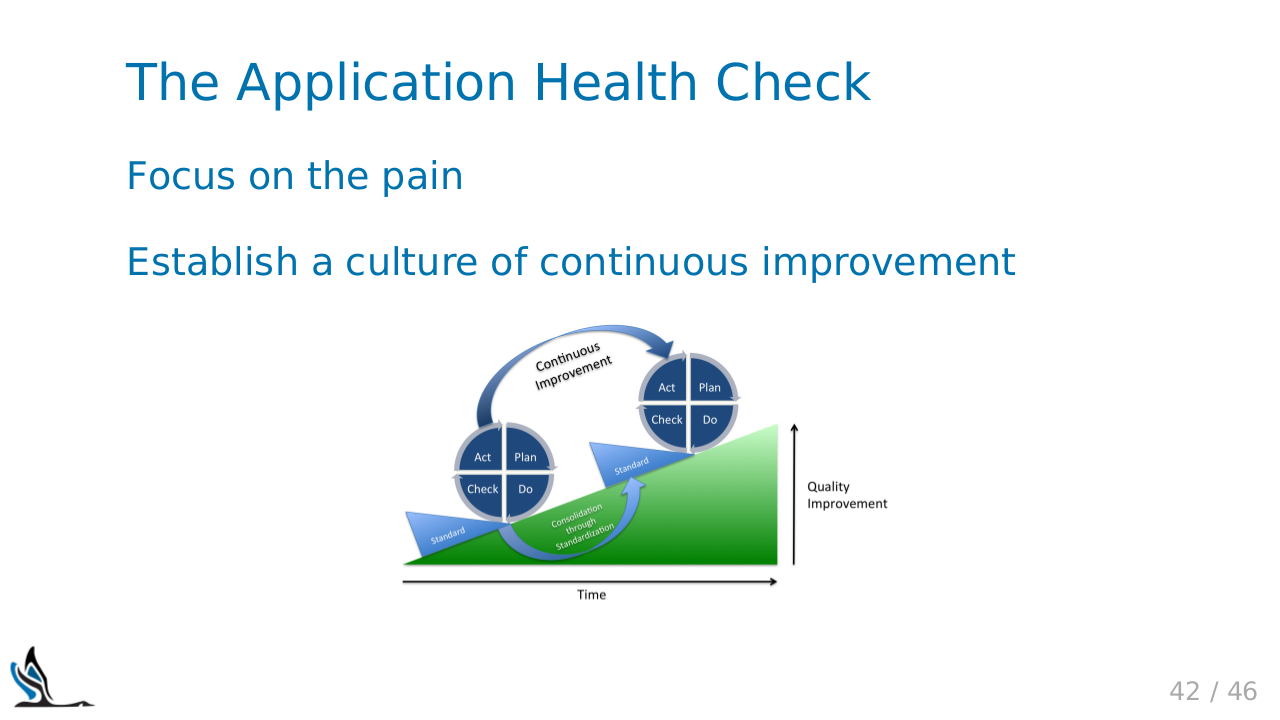 The Application Health Check
Focus on the pain
Establish a culture of continuous improvement
Continuous
Improvement
Act
Plan
Check
Do
Act
Plan
Check
Do
Standard
Standard
Consolidation
through
Standardization
Quality
Improvement
Time
42 / 46